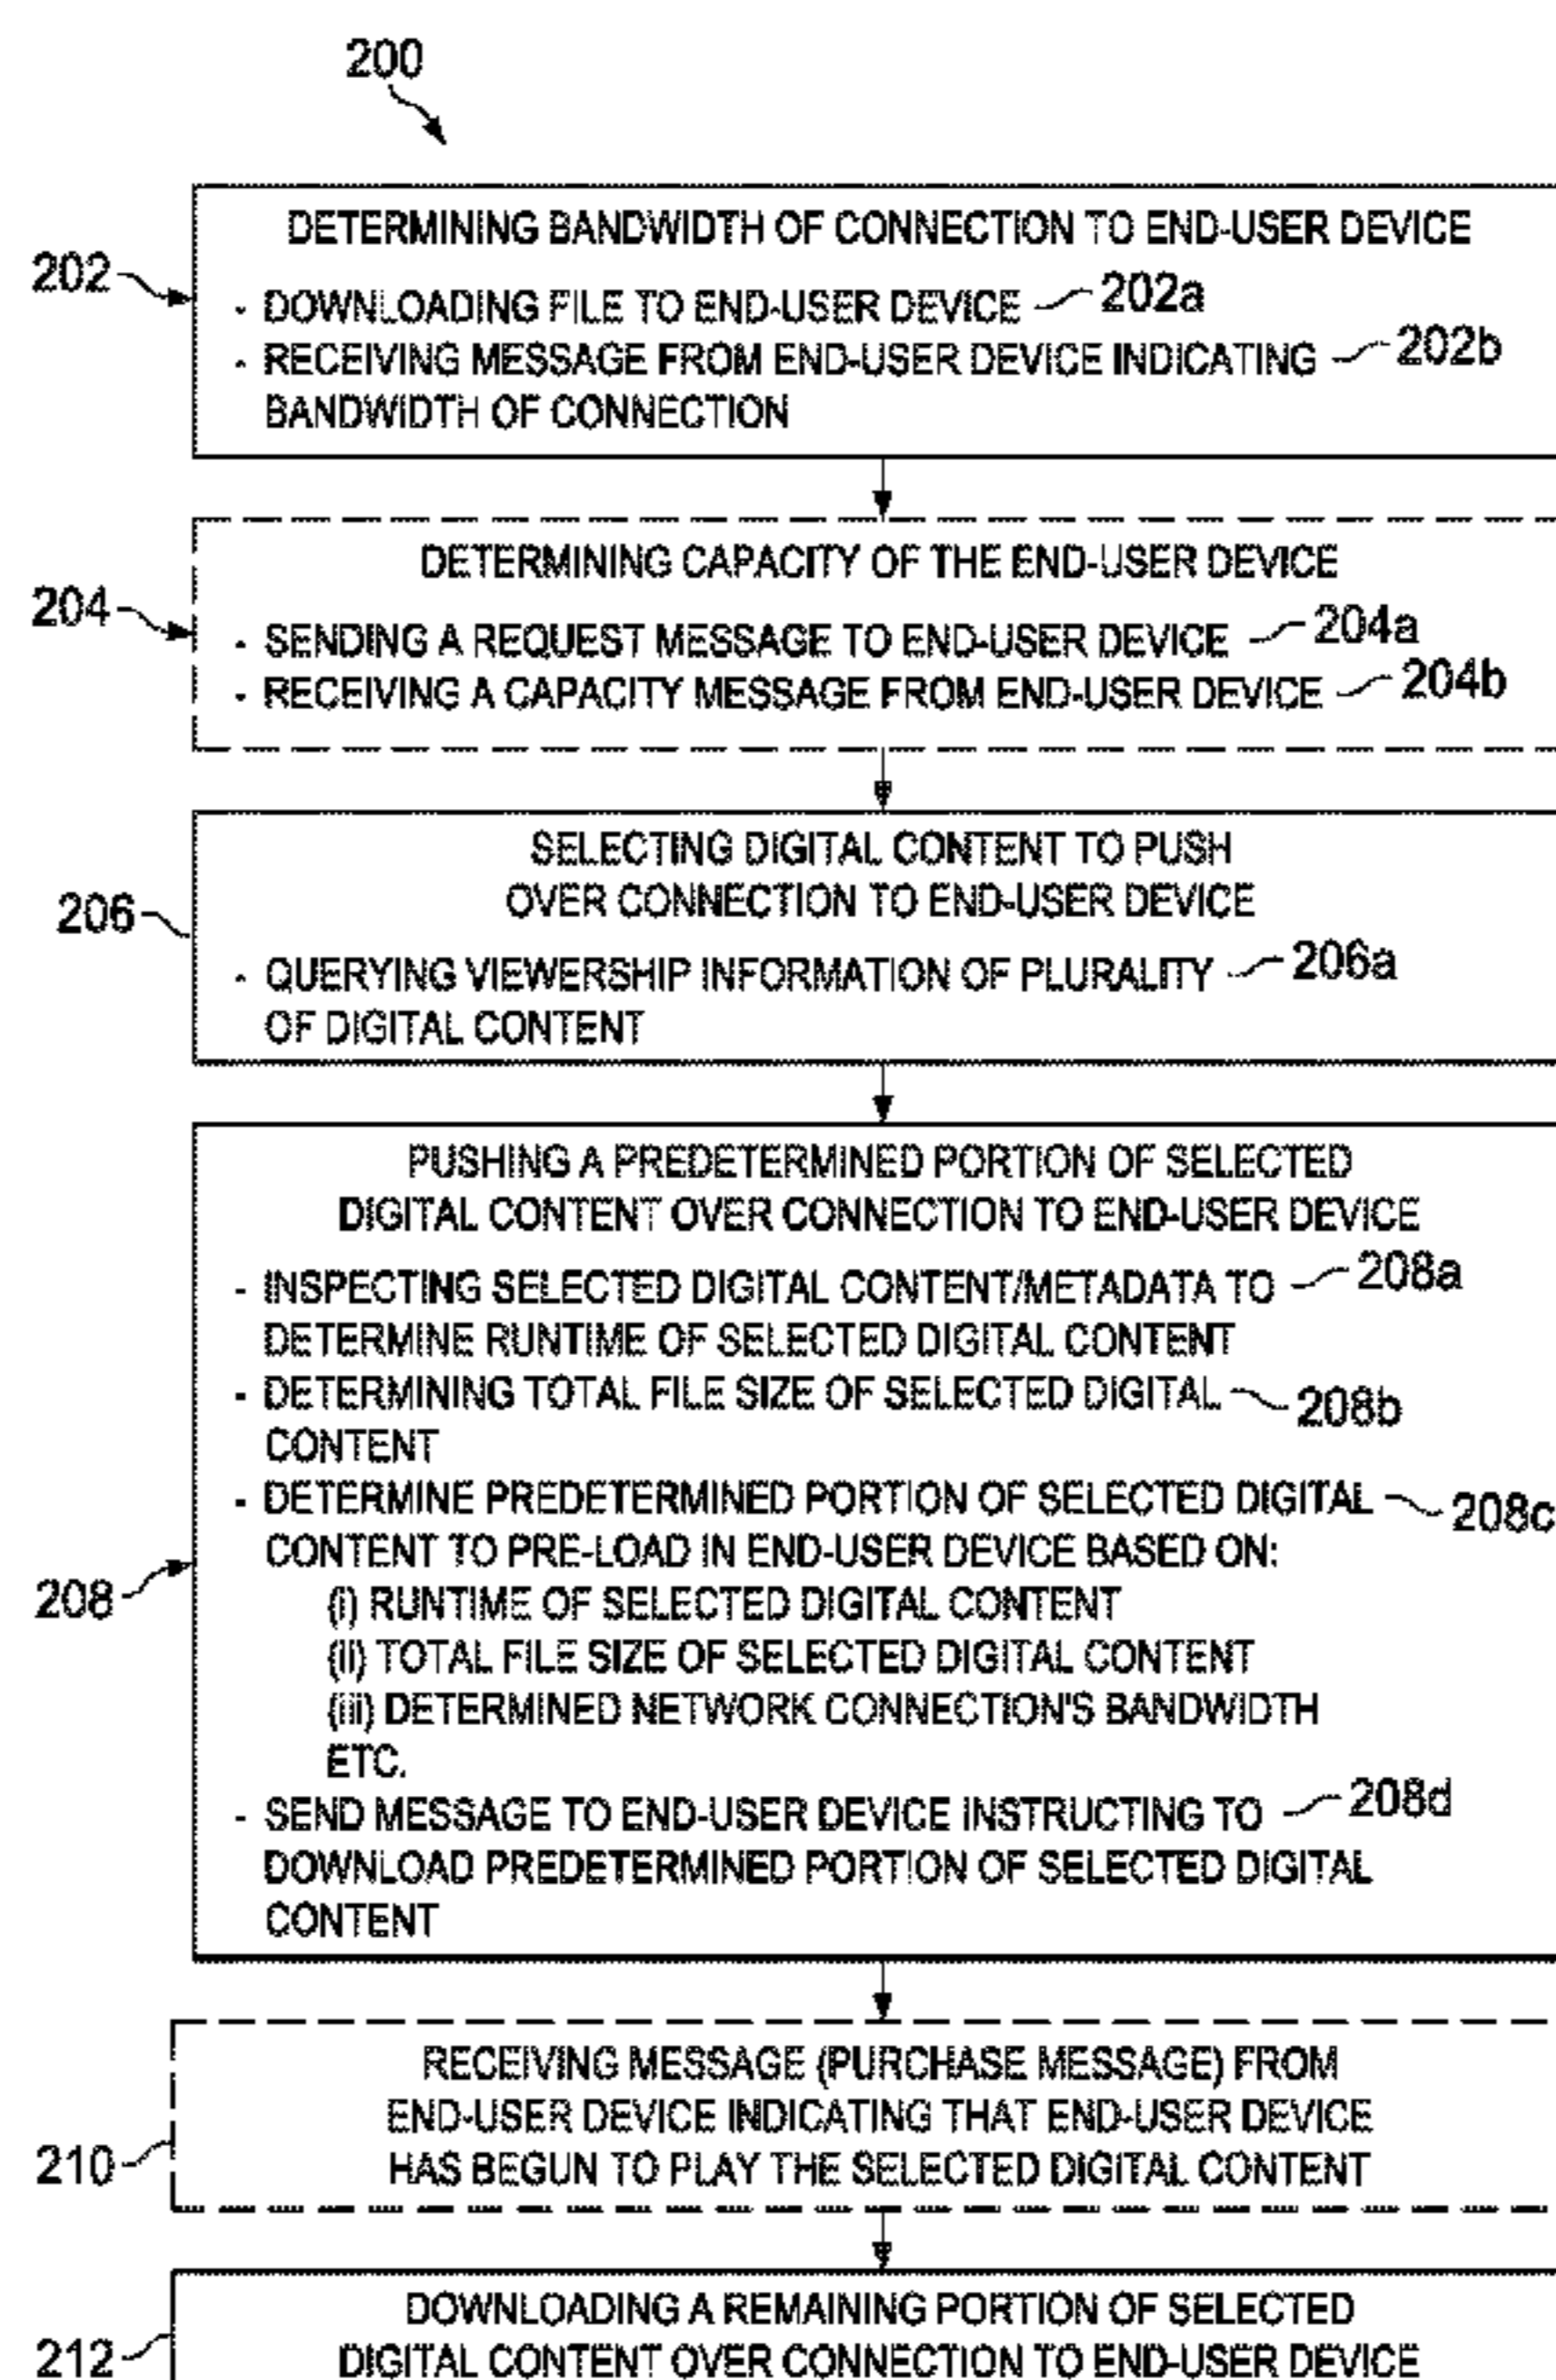 200
202
DETERMINING BANDWIDTH OF CONNECTION TO END-USER DEVICE
- DOWNLOADING FILE TO END-USER DEVICE 202a
- RECEIVING MESSAGE FROM END-USER DEVICE INDICATING 202b
BANDWIDTH OF CONNECTION
204
DETERMINING CAPACITY OF THE END-USER DEVICE
- SENDING A REQUEST MESSAGE TO END-USER DEVICE 204a
- RECEIVING A CAPACITY MESSAGE FROM END-USER DEVICE 204b
206
SELECTING DIGITAL CONTENT TO PUSH
OVER CONNECTION TO END-USER DEVICE
- QUERYING VIEWERSHIP INFORMATION OF PLURALITY 206a
OF DIGITAL CONTENT
208
PUSHING A PREDETERMINED PORTION OF SELECTED
DIGITAL CONTENT OVER CONNECTION TO END-USER DEVICE
- INSPECTING SELECTED DIGITAL CONTENT/METADATA TO 208a
DETERMINE RUNTIME OF SELECTED DIGITAL CONTENT
- DETERMINING TOTAL FILE SIZE OF SELECTED DIGITAL 208b
CONTENT
- DETERMINE PREDETERMINED PORTION OF SELECTED DIGITAL 208c
CONTENT TO PRE-LOAD IN END-USER DEVICE BASED ON:
(i) RUNTIME OF SELECTED DIGITAL CONTENT
(ii) TOTAL FILE SIZE OF SELECTED DIGITAL CONTENT
(iii) DETERMINED NETWORK CONNECTION'S BANDWIDTH
ETC.
- SEND MESSAGE TO END-USER DEVICE INSTRUCTING TO 208d
DOWNLOAD PREDETERMINED PORTION OF SELECTED DIGITAL
CONTENT
210
RECEIVING MESSAGE (PURCHASE MESSAGE) FROM
END-USER DEVICE INDICATING THAT END-USER DEVICE
HAS BEGUN TO PLAY THE SELECTED DIGITAL CONTENT
212
DOWNLOADING A REMAINING PORTION OF SELECTED
DIGITAL CONTENT OVER CONNECTION TO END-USER DEVICE